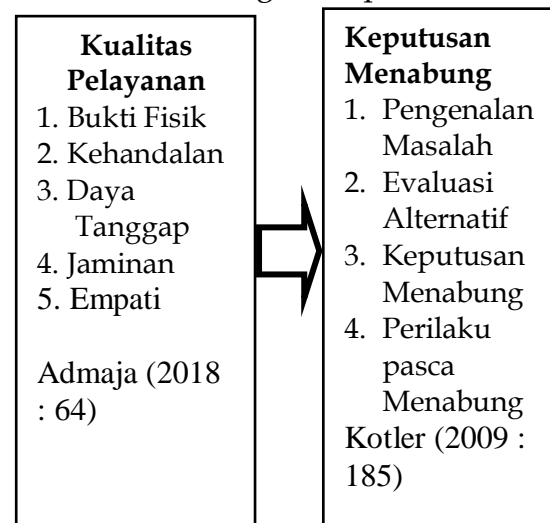 Kualitas
Pelayanan
1. Bukti Fisik
2. Kehandalan
3. Daya
Tanggap
4. Jaminan
5. Empati
Admaja (2018
: 64)
Keputusan
Menabung
1. Pengenalan
Masalah
2. Evaluasi
Alternatif
3. Keputusan
Menabung
4. Perilaku
pasca
Menabung
Kotler (2009 :
185)